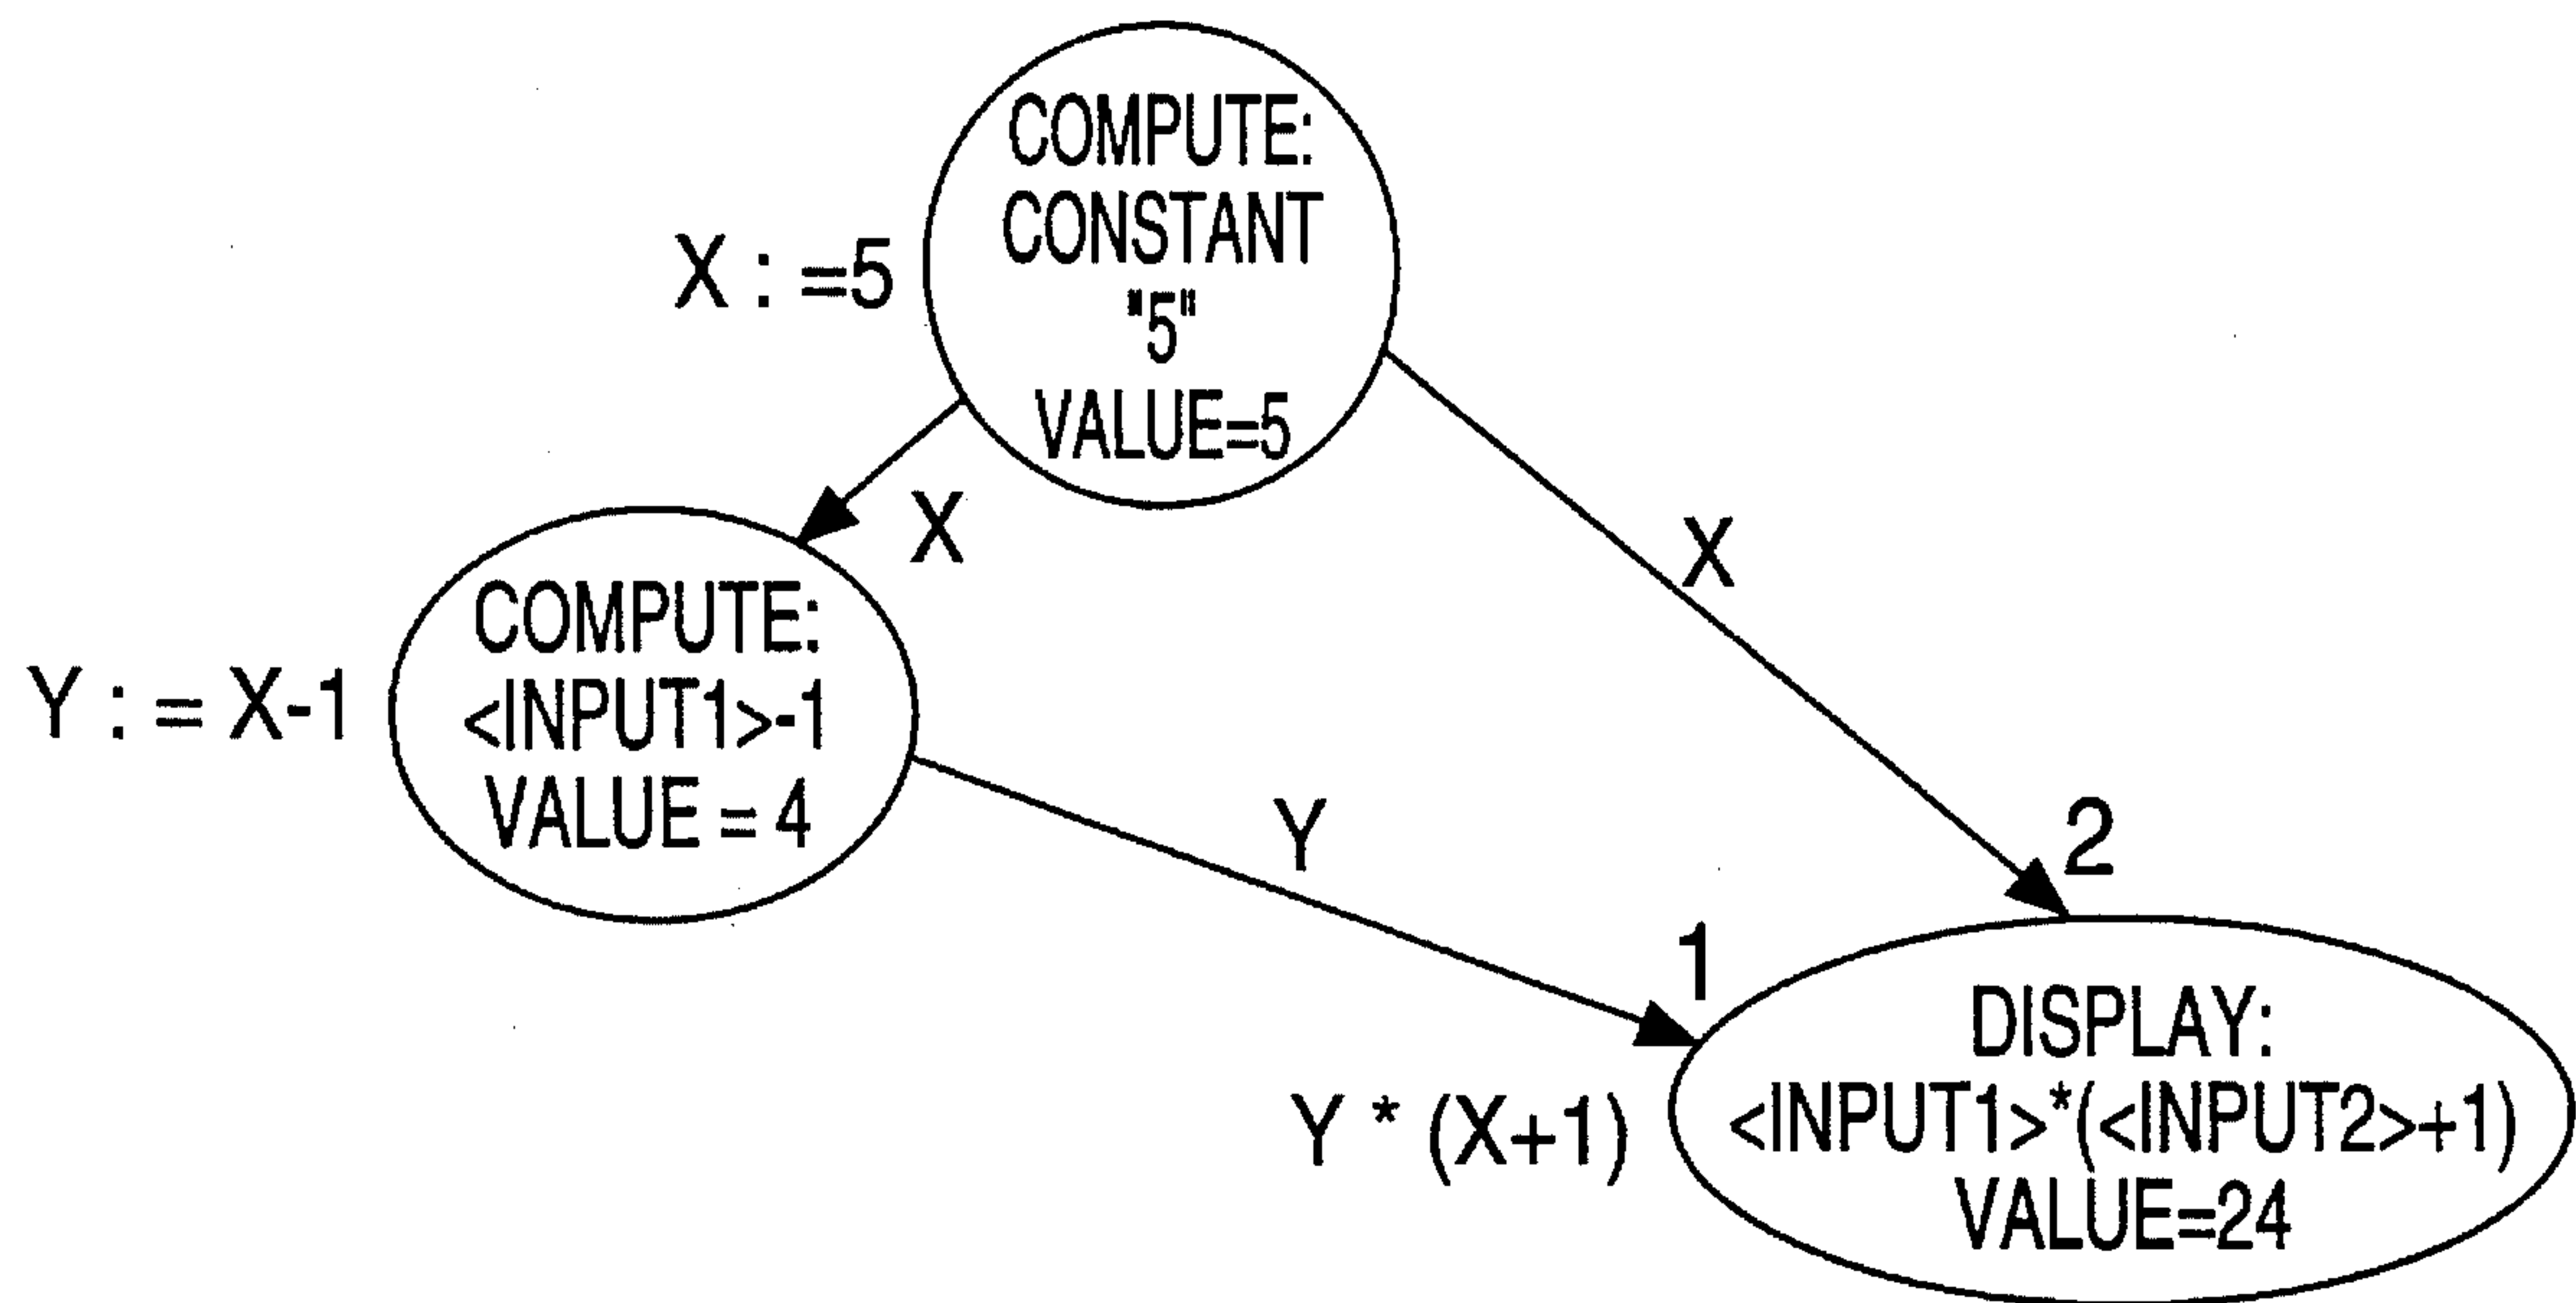 COMPUTE:
CONSTANT
"5"
VALUE=5
X : =5
X
X
COMPUTE:
<INPUT1>-1
VALUE = 4
Y : = X-1
Y
2
1
DISPLAY:
<INPUT1>*(<INPUT2>+1)
VALUE=24
Y * (X+1)